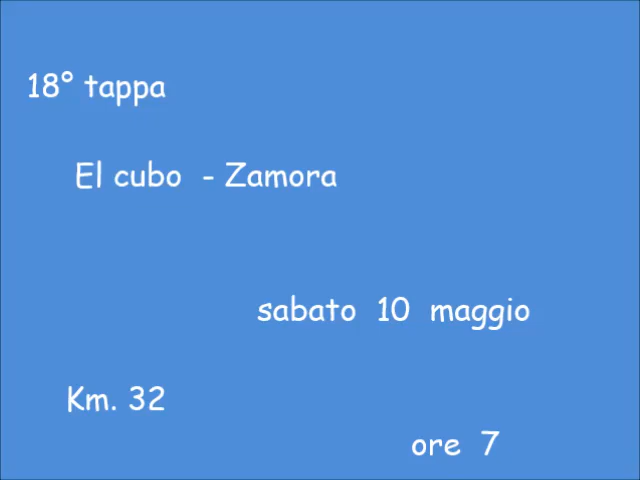 18° tappa
El cubo - Zamora
sabato 10 maggio
Km. 32
ore 7